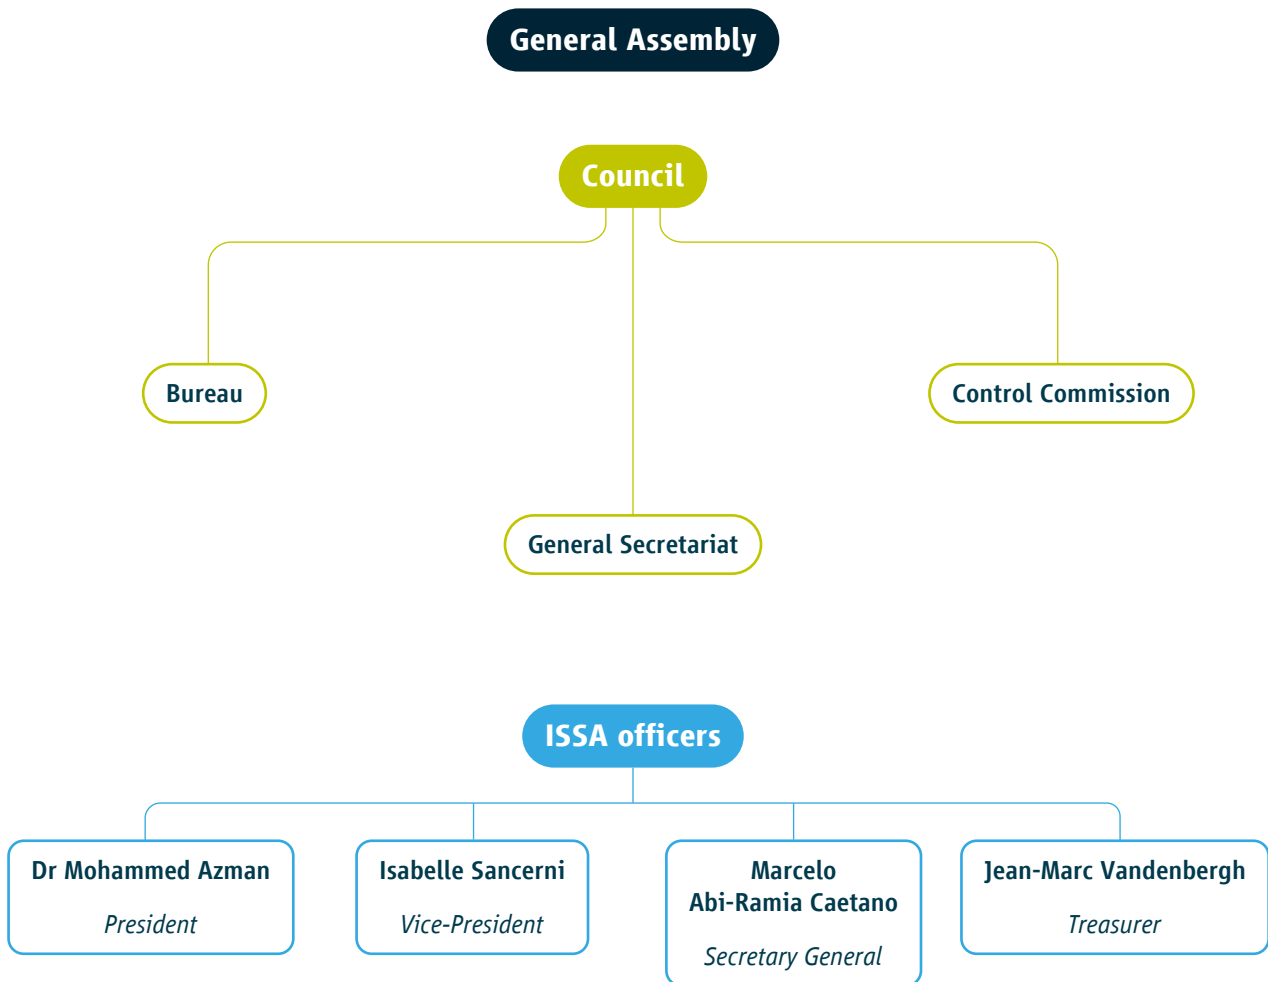 General Assembly
Council
Bureau
Control Commission
General Secretariat
ISSA officers
Dr Mohammed Azman
President
Isabelle Sancerni
Vice-President
Marcelo
Abi-Ramia Caetano
Secretary General
Jean-Marc Vandenbergh
Treasurer